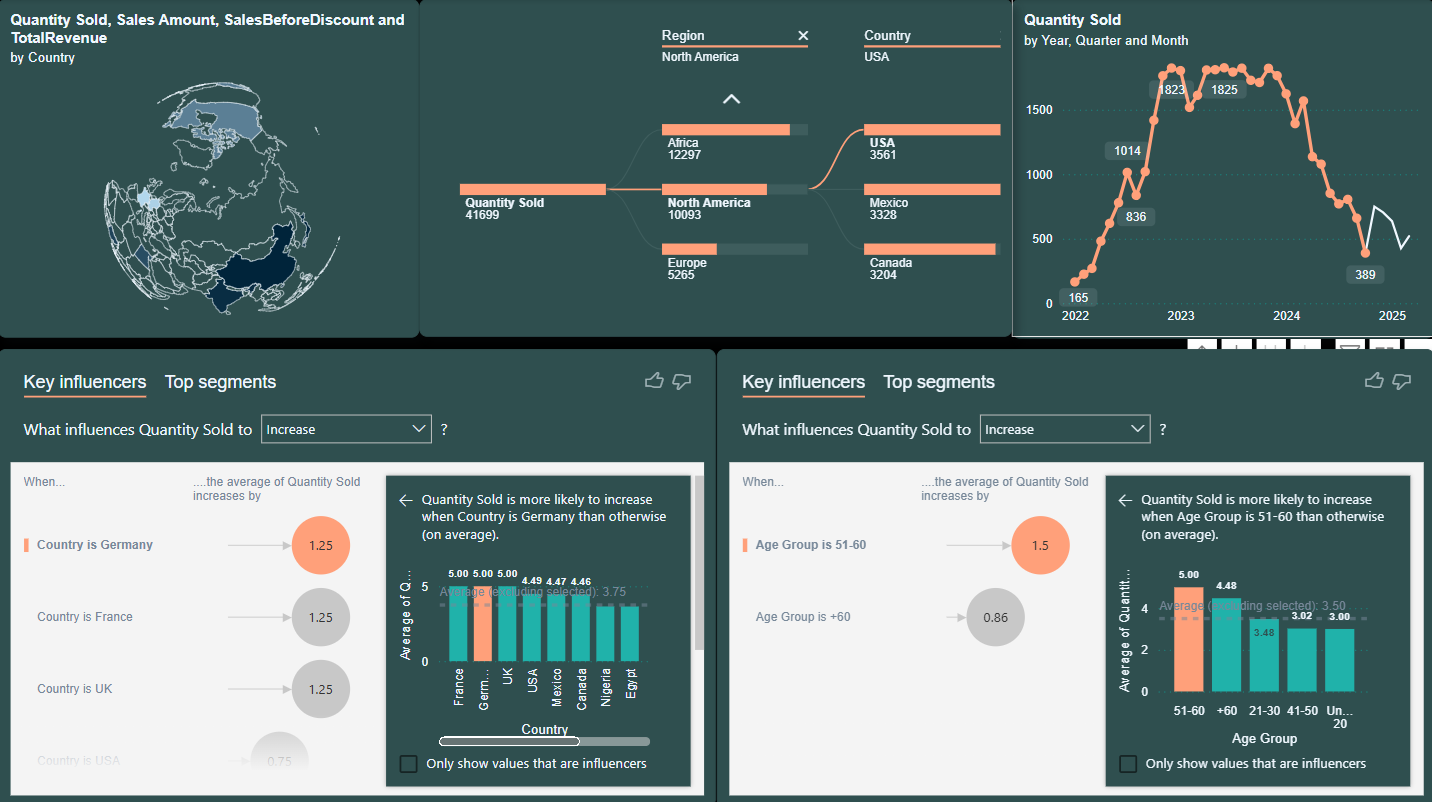 Quantity Sold, Sales Amount, SalesBeforeDiscount and
TotalRevenue
by Country
Region
North America
Country
USA
Africa
12297
Quantity Sold
41699
North America
10093
Europe
5265
USA
3561
Mexico
3328
Canada
3204
Quantity Sold
by Year, Quarter and Month
1500
1000
500
0
1823
1825
1014
836
165
389
2022
2023
2024
2025
Key influencers
Top segments
What influences Quantity Sold to
Increase
?
When...
....the average of Quantity Sold
increases by
Country is Germany
1.25
Country is France
1.25
Country is UK
1.25
Country is USA
0.75
Quantity Sold is more likely to increase
when Country is Germany than otherwise
(on average).
Average of Q...
5
0
5.00
5.00
5.00
4.49
4.47
4.46
Average (excluding selected): 3.75
France
Germ...
UK
USA
Mexico
Canada
Nigeria
Egypt
Country
Only show values that are influencers
Key influencers
Top segments
What influences Quantity Sold to
Increase
?
When...
....the average of Quantity Sold
increases by
Age Group is 51-60
1.5
Age Group is +60
0.86
Quantity Sold is more likely to increase
when Age Group is 51-60 than otherwise
(on average).
Average of Quantit...
4
2
0
5.00
4.48
3.48
3.02
3.00
Average (excluding selected): 3.50
51-60
+60
21-30
41-50
Un...
20
Age Group
Only show values that are influencers